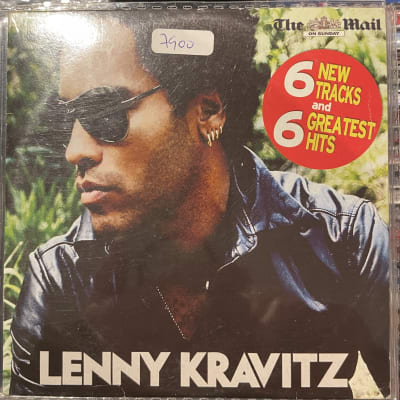 The Mail
ON SUNDAY
7900
6 NEW TRACKS
and
6 GREATEST HITS
LENNY KRAVITZ